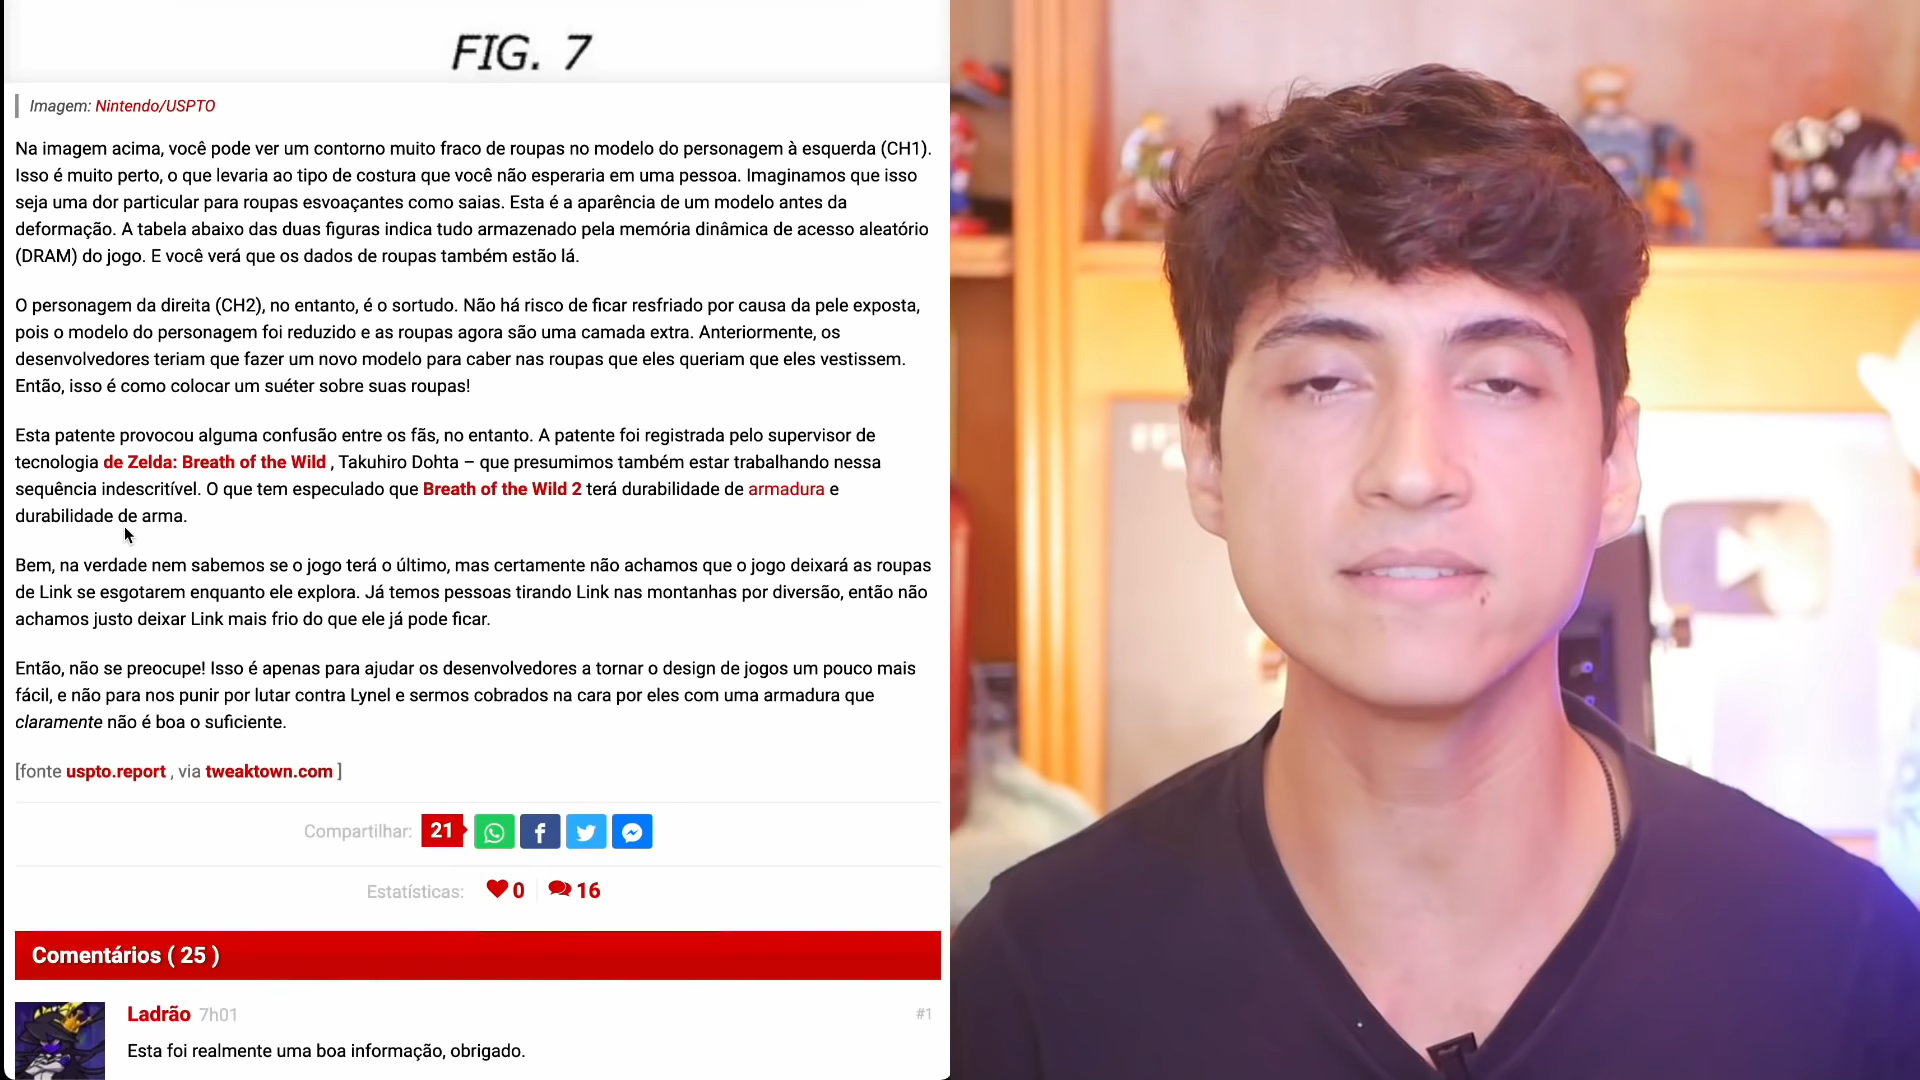 FIG. 7
Imagem: Nintendo/USPTO
Na imagem acima, você pode ver um contorno muito fraco de roupas no modelo do personagem à esquerda (CH1).
Isso é muito perto, o que levaria ao tipo de costura que você não esperaria em uma pessoa. Imaginamos que isso
seja uma dor particular para roupas esvoaçantes como saias. Esta é a aparência de um modelo antes da
deformação. A tabela abaixo das duas figuras indica tudo armazenado pela memória dinâmica de acesso aleatório
(DRAM) do jogo. E você verá que os dados de roupas também estão lá.
O personagem da direita (CH2), no entanto, é o sortudo. Não há risco de ficar resfriado por causa da pele exposta,
pois o modelo do personagem foi reduzido e as roupas agora são uma camada extra. Anteriormente, os
desenvolvedores teriam que fazer um novo modelo para caber nas roupas que eles queriam que eles vestissem.
Então, isso é como colocar um suéter sobre suas roupas!
Esta patente provocou alguma confusão entre os fãs, no entanto. A patente foi registrada pelo supervisor de
tecnologia de Zelda: Breath of the Wild , Takuhiro Dohta – que presumimos também estar trabalhando nessa
sequência indescritível. O que tem especulado que Breath of the Wild 2 terá durabilidade de armadura e
durabilidade de arma.
Bem, na verdade nem sabemos se o jogo terá o último, mas certamente não achamos que o jogo deixará as roupas
de Link se esgotarem enquanto ele explora. Já temos pessoas tirando Link nas montanhas por diversão, então não
achamos justo deixar Link mais frio do que ele já pode ficar.
Então, não se preocupe! Isso é apenas para ajudar os desenvolvedores a tornar o design de jogos um pouco mais
fácil, e não para nos punir por lutar contra Lynel e sermos cobrados na cara por eles com uma armadura que
claramente não é boa o suficiente.
[fonte uspto.report , via tweaktown.com ]
Compartilhar: 21
Estatísticas: 0 16
Comentários ( 25 )
Ladrão 7h01 #1
Esta foi realmente uma boa informação, obrigado.